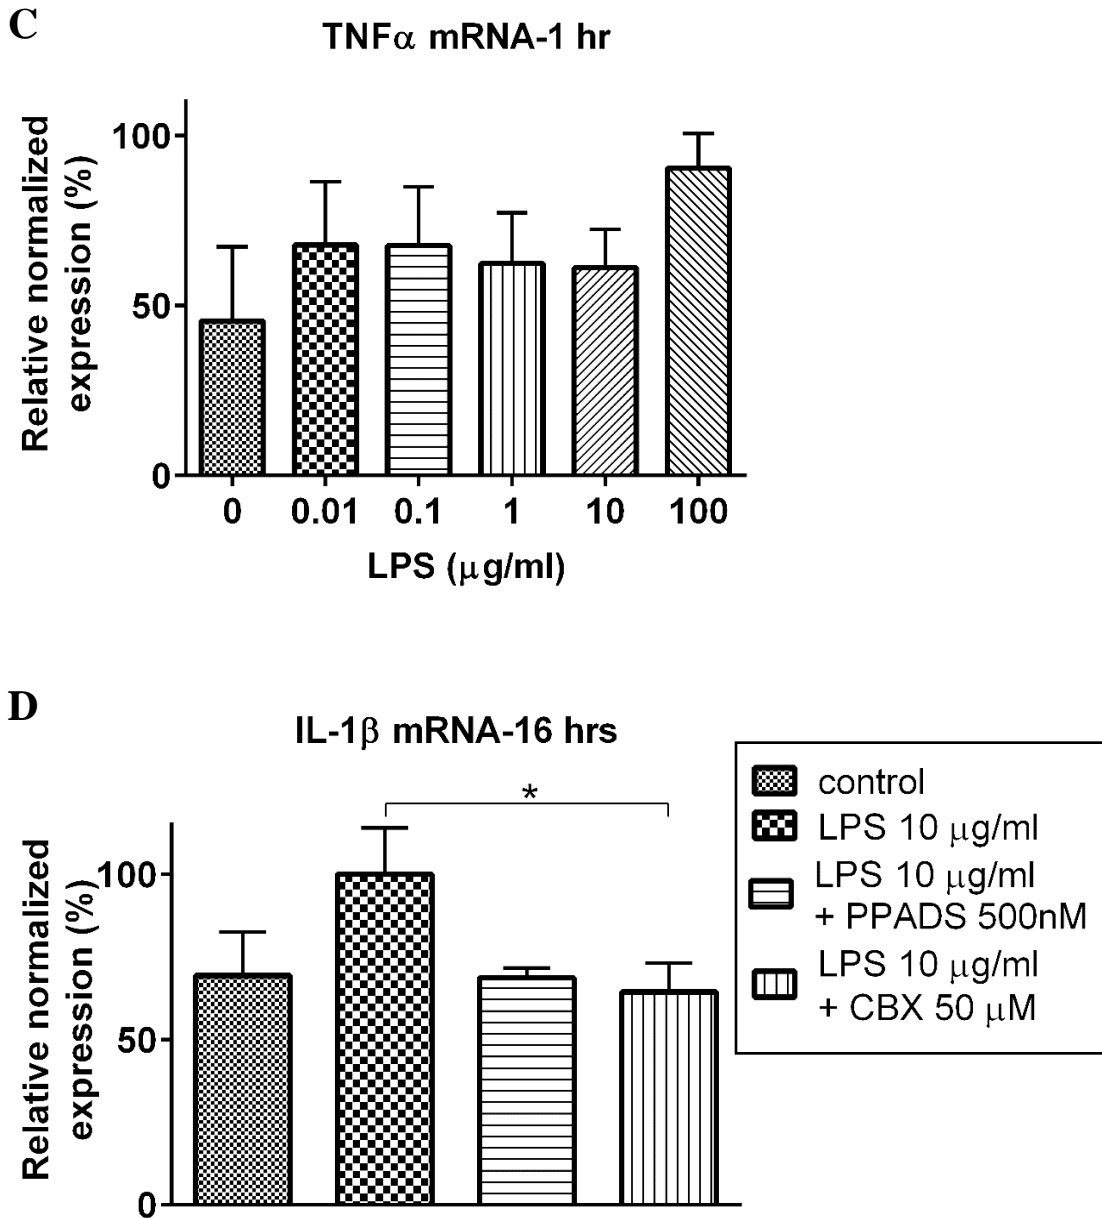 C
TNFα mRNA-1 hr
Relative normalized
expression (%)
100
50
0
0 0.01 0.1 1 10 100
LPS (μg/ml)
D
IL-1β mRNA-16 hrs
*
Relative normalized
expression (%)
100
50
0
control
LPS 10 μg/ml
LPS 10 μg/ml
+ PPADS 500nM
LPS 10 μg/ml
+ CBX 50 μM